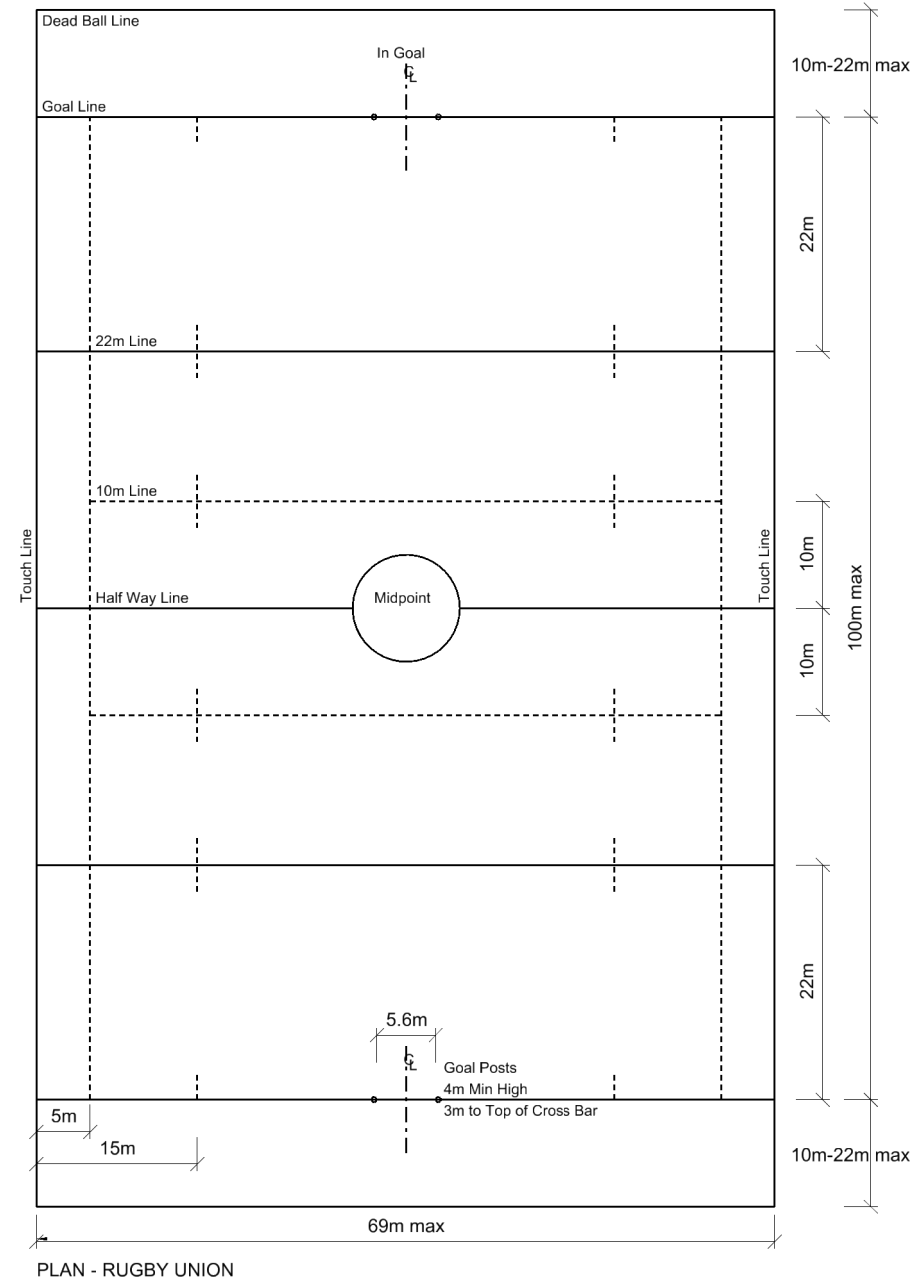 Dead Ball Line
In Goal
℄
10m-22m max
Goal Line
22m
22m Line
10m Line
Touch Line
Touch Line
10m
Half Way Line
Midpoint
100m max
10m
22m
5.6m
℄
Goal Posts
4m Min High
3m to Top of Cross Bar
5m
15m
10m-22m max
69m max
PLAN - RUGBY UNION